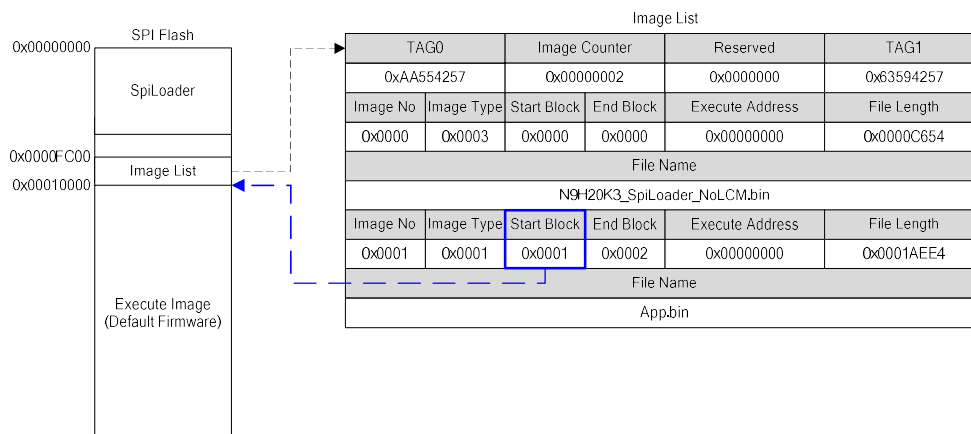 SPI Flash
0x00000000
SpiLoader
0x0000FC00
Image List
0x00010000
Execute Image
(Default Firmware)
Image List
TAG0 Image Counter Reserved TAG1
0xAA554257 0x00000002 0x0000000 0x63594257
Image No Image Type Start Block End Block Execute Address File Length
0x0000 0x0003 0x0000 0x0000 0x00000000 0x0000C654
File Name
N9H20K3_SpiLoader_NoLCM.bin
Image No Image Type Start Block End Block Execute Address File Length
0x0001 0x0001 0x0001 0x0002 0x00000000 0x0001AEE4
File Name
App.bin